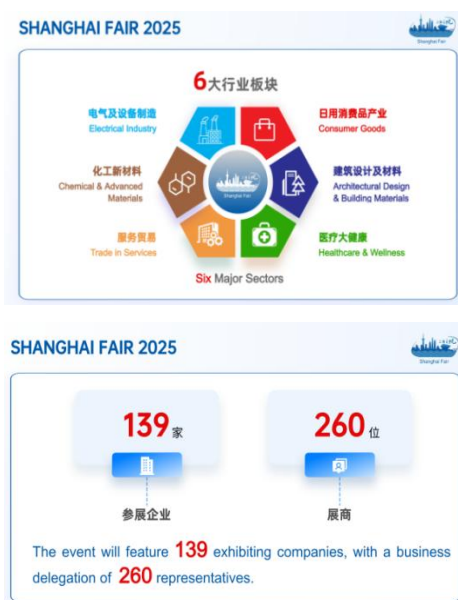 SHANGHAI FAIR 2025
Shanghai Fair
6大行业板块
电气及设备制造
Electrical Industry
日用消费品产业
Consumer Goods
化工新材料
Chemical & Advanced
Materials
Shanghai Fair
建筑设计及材料
Architectural Design
& Building Materials
服务贸易
Trade in Services
医疗大健康
Healthcare & Wellness
Six Major Sectors
SHANGHAI FAIR 2025
Shanghai Fair
139家
260位
参展企业
展商
The event will feature 139 exhibiting companies, with a business
delegation of 260 representatives.